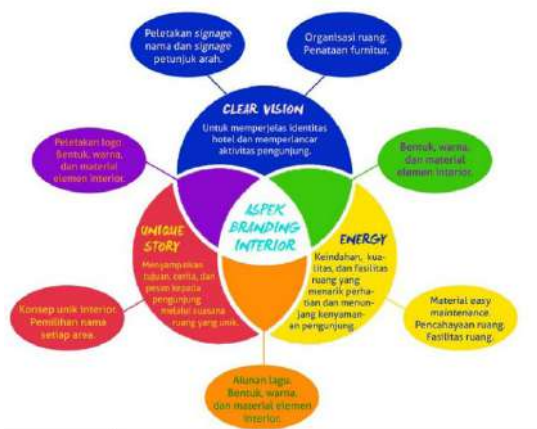 Peletakan signage
nama dan signage
petunjuk arah.
Organisasi ruang.
Penataan furnitur.
CLEAR VISION
Untuk memperjelas identitas
hotel dan memperlancar
aktivitas pengunjung.
Peletakan logo.
Bentuk, warna,
dan material
elemen interior.
Bentuk, warna,
dan material
elemen interior.
ASPEK
BRANDING
INTERIOR
UNIQUE
STORY
Menyampaikan
tujuan, cerita, dan
pesan kepada
pengunjung
melalui suasana
ruang yang unik.
ENERGY
Keindahan, kua-
litas, dan fasilitas
ruang yang
menarik perha-
tian dan menun-
jang kenyaman-
an pengunjung.
Konsep unik interior.
Pemilihan nama
setiap area.
Material easy
maintenance.
Pencahayaan ruang.
Fasilitas ruang.
Alunan lagu.
Bentuk, warna,
dan material elemen
interior.